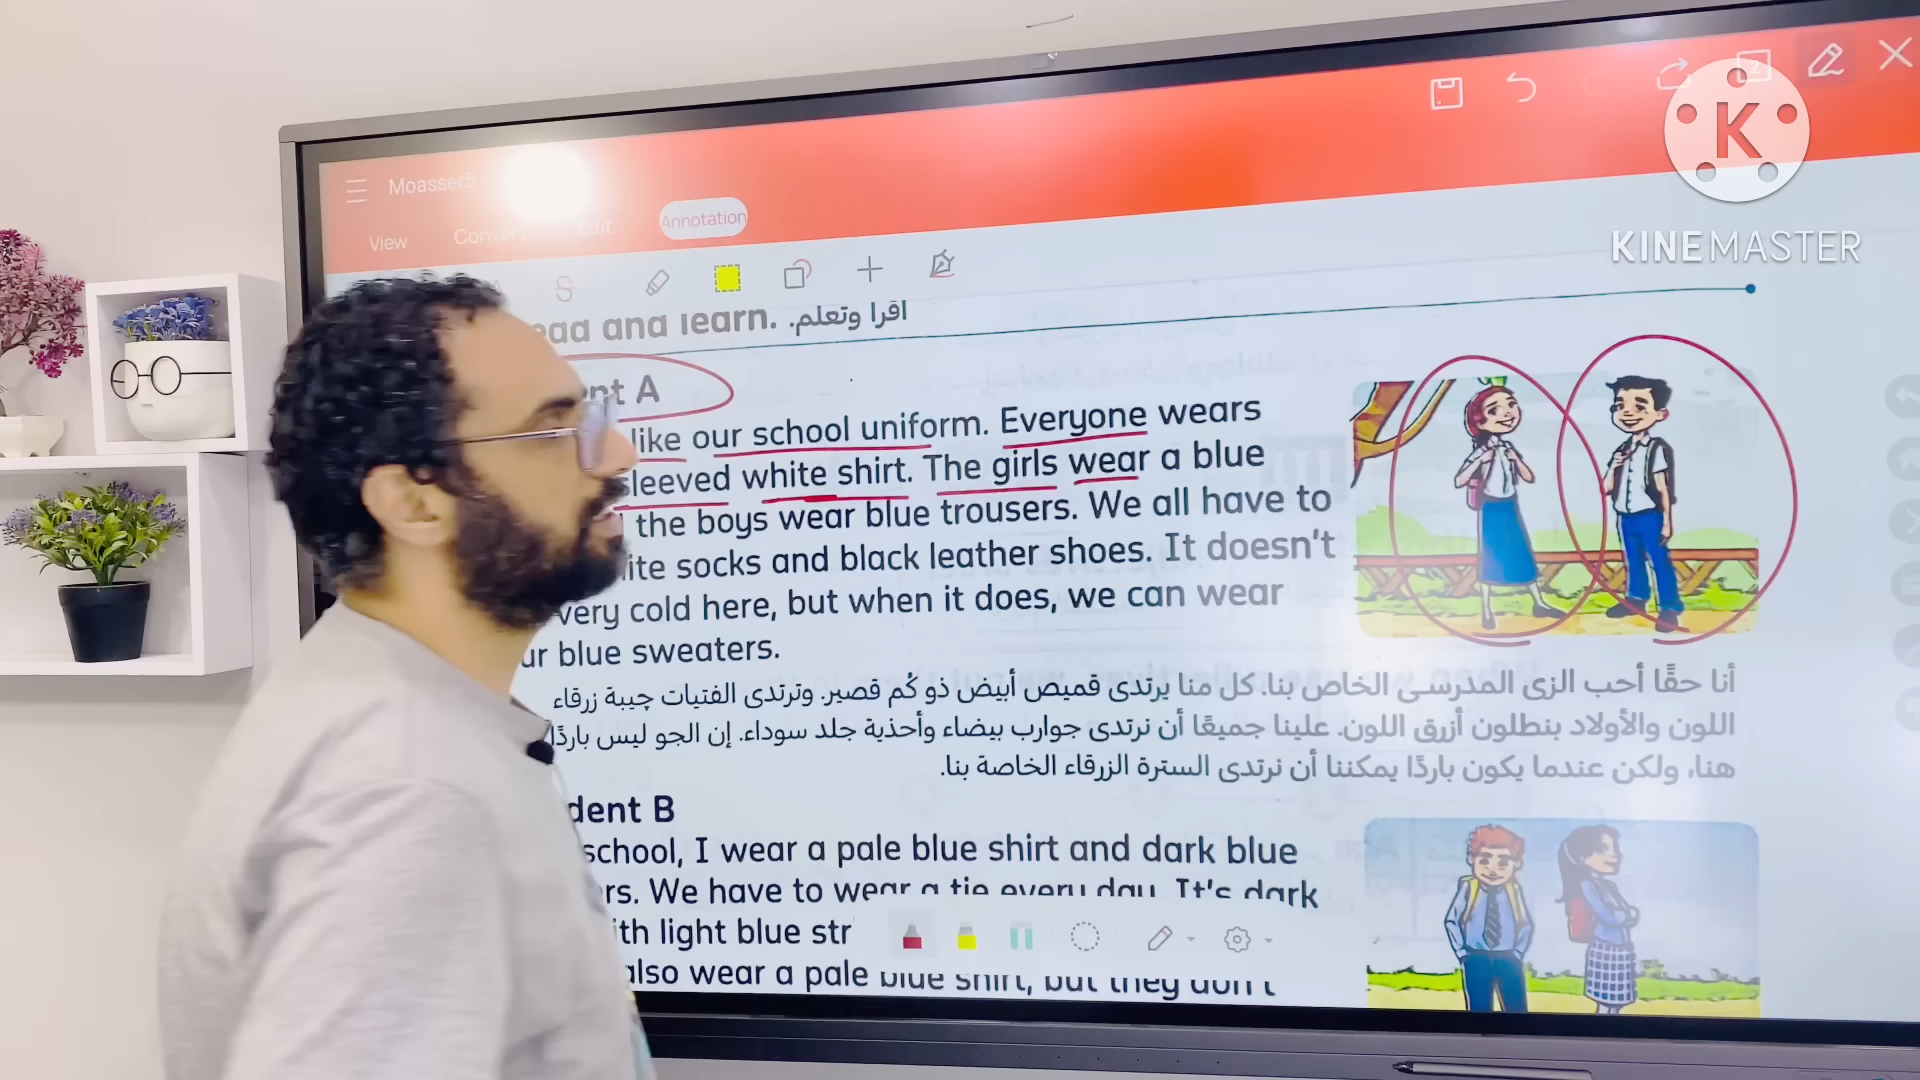 Moasser5
View Convert Edit Annotation
KINEMASTER
ead and learn. اقرا وتعلم.
nt A
like our school uniform. Everyone wears
sleeved white shirt. The girls wear a blue
the boys wear blue trousers. We all have to
ite socks and black leather shoes. It doesn't
very cold here, but when it does, we can wear
ur blue sweaters.
أنا حقًا أحب الزى المدرسى الخاص بنا. كل منا يرتدى قميص أبيض ذو كُم قصير. وترتدى الفتيات چيبة زرقاء
اللون والأولاد بنطلون أزرق اللون. علينا جميعًا أن نرتدى جوارب بيضاء وأحذية جلد سوداء. إن الجو ليس باردًا
هنا، ولكن عندما يكون باردًا يمكننا أن نرتدى السترة الزرقاء الخاصة بنا.
dent B
school, I wear a pale blue shirt and dark blue
rs. We have to wear a tie every day. It's dark
ith light blue str
also wear a pale blue shirt, but they don't